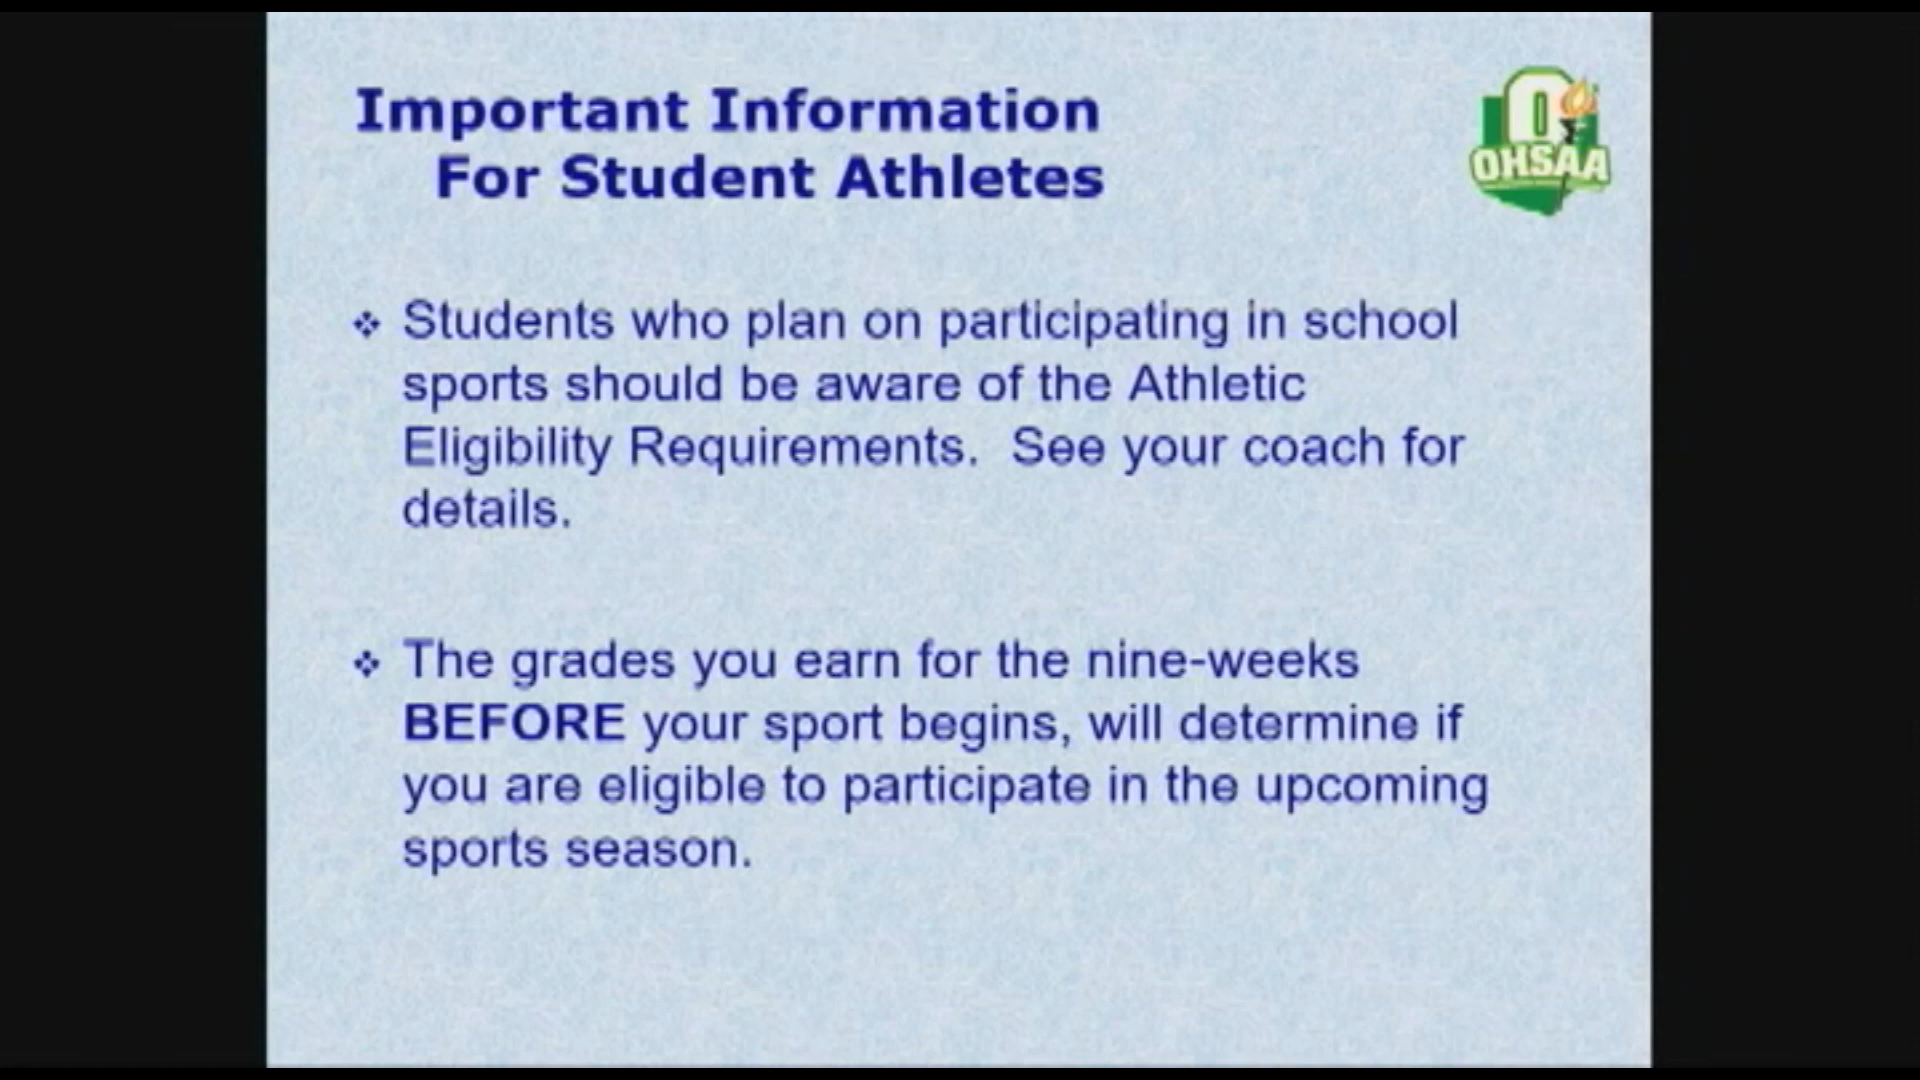 Important Information
For Student Athletes
OHSAA
❖ Students who plan on participating in school
sports should be aware of the Athletic
Eligibility Requirements.  See your coach for
details.
❖ The grades you earn for the nine-weeks
BEFORE your sport begins, will determine if
you are eligible to participate in the upcoming
sports season.